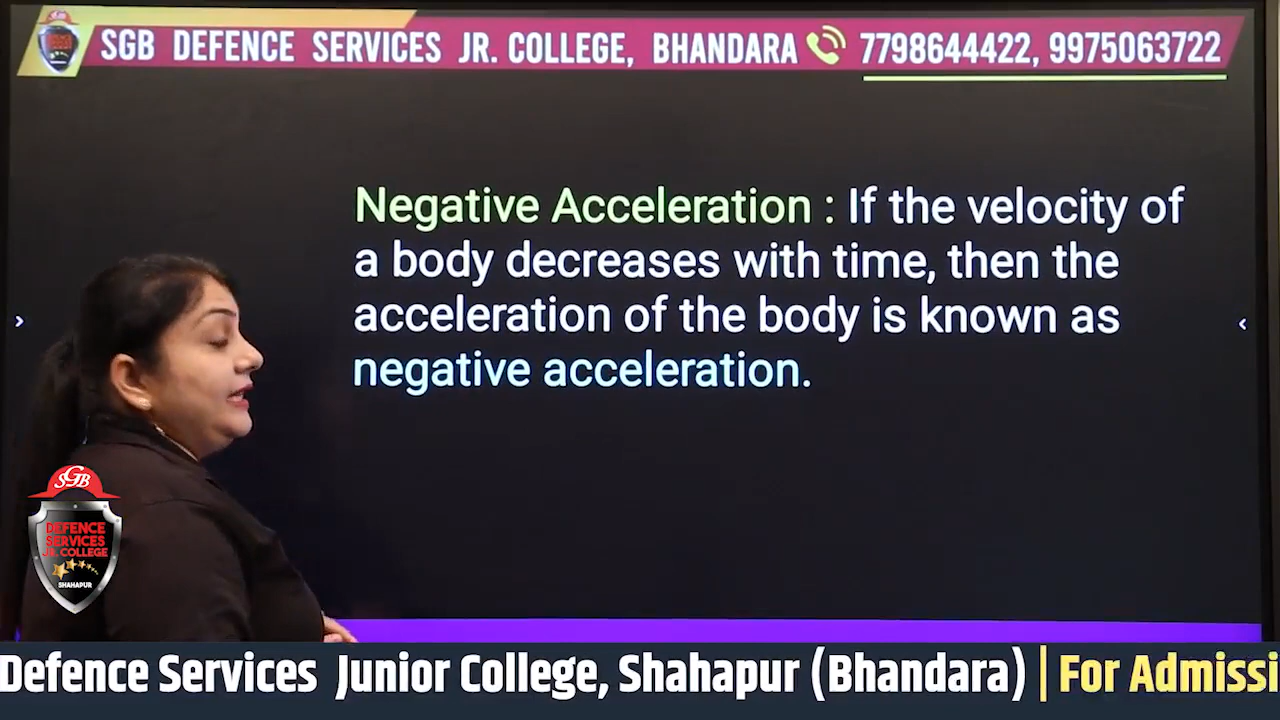 SGB DEFENCE SERVICES JR. COLLEGE, BHANDARA 7798644422, 9975063722
Negative Acceleration : If the velocity of
a body decreases with time, then the
acceleration of the body is known as
negative acceleration.
SGB
DEFENCE
SERVICES
JR. COLLEGE
SHAHAPUR
Defence Services Junior College, Shahapur (Bhandara) | For Admissi